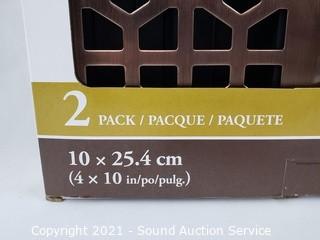 2 PACK / PACQUE / PAQUETE
10 × 25.4 cm
(4 × 10 in/po/pulg.)
Copyright 2021 - Sound Auction Service